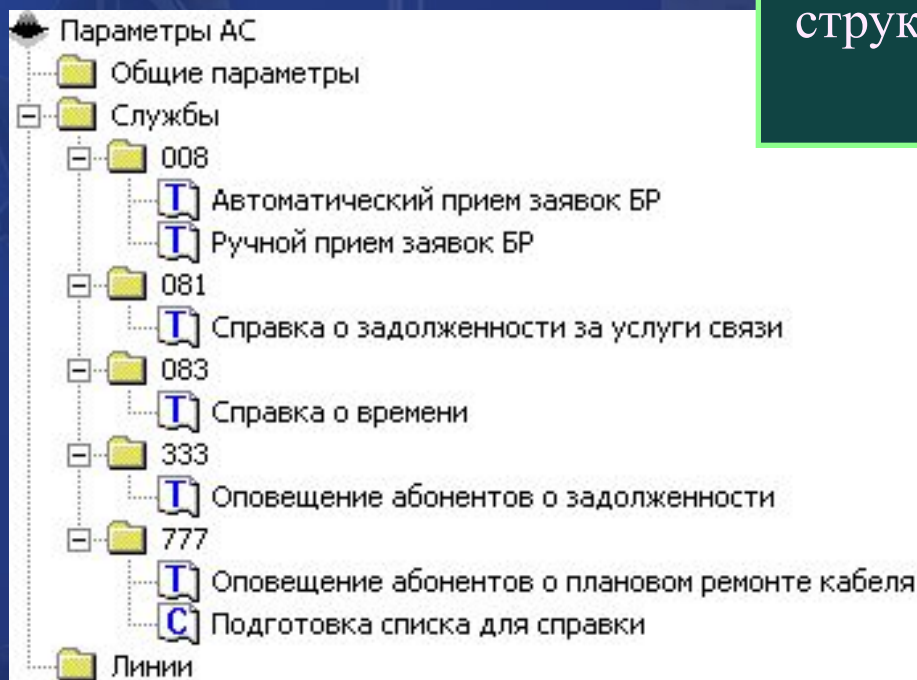 Параметры АС
Общие параметры
Службы
008
T Автоматический прием заявок БР
T Ручной прием заявок БР
081
T Справка о задолженности за услуги связи
083
T Справка о времени
333
T Оповещение абонентов о задолженности
777
T Оповещение абонентов о плановом ремонте кабеля
C Подготовка списка для справки
Линии